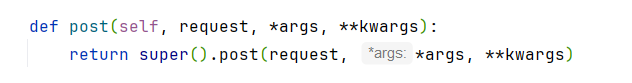 def post(self, request, *args, **kwargs):
    return super().post(request, *args: *args, **kwargs)